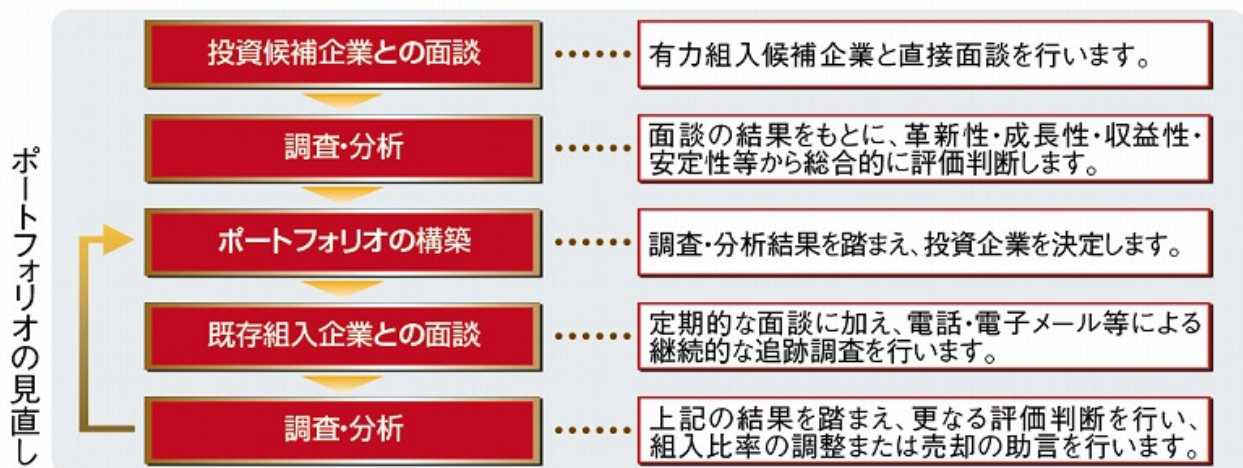 投資候補企業との面談
有力組入候補企業と直接面談を行います。
調査・分析
面談の結果をもとに、革新性・成長性・収益性・
安定性等から総合的に評価判断します。
ポートフォリオの構築
調査・分析結果を踏まえ、投資企業を決定します。
既存組入企業との面談
定期的な面談に加え、電話・電子メール等による
継続的な追跡調査を行います。
調査・分析
上記の結果を踏まえ、更なる評価判断を行い、
組入比率の調整または売却の助言を行います。
ポートフォリオの見直し